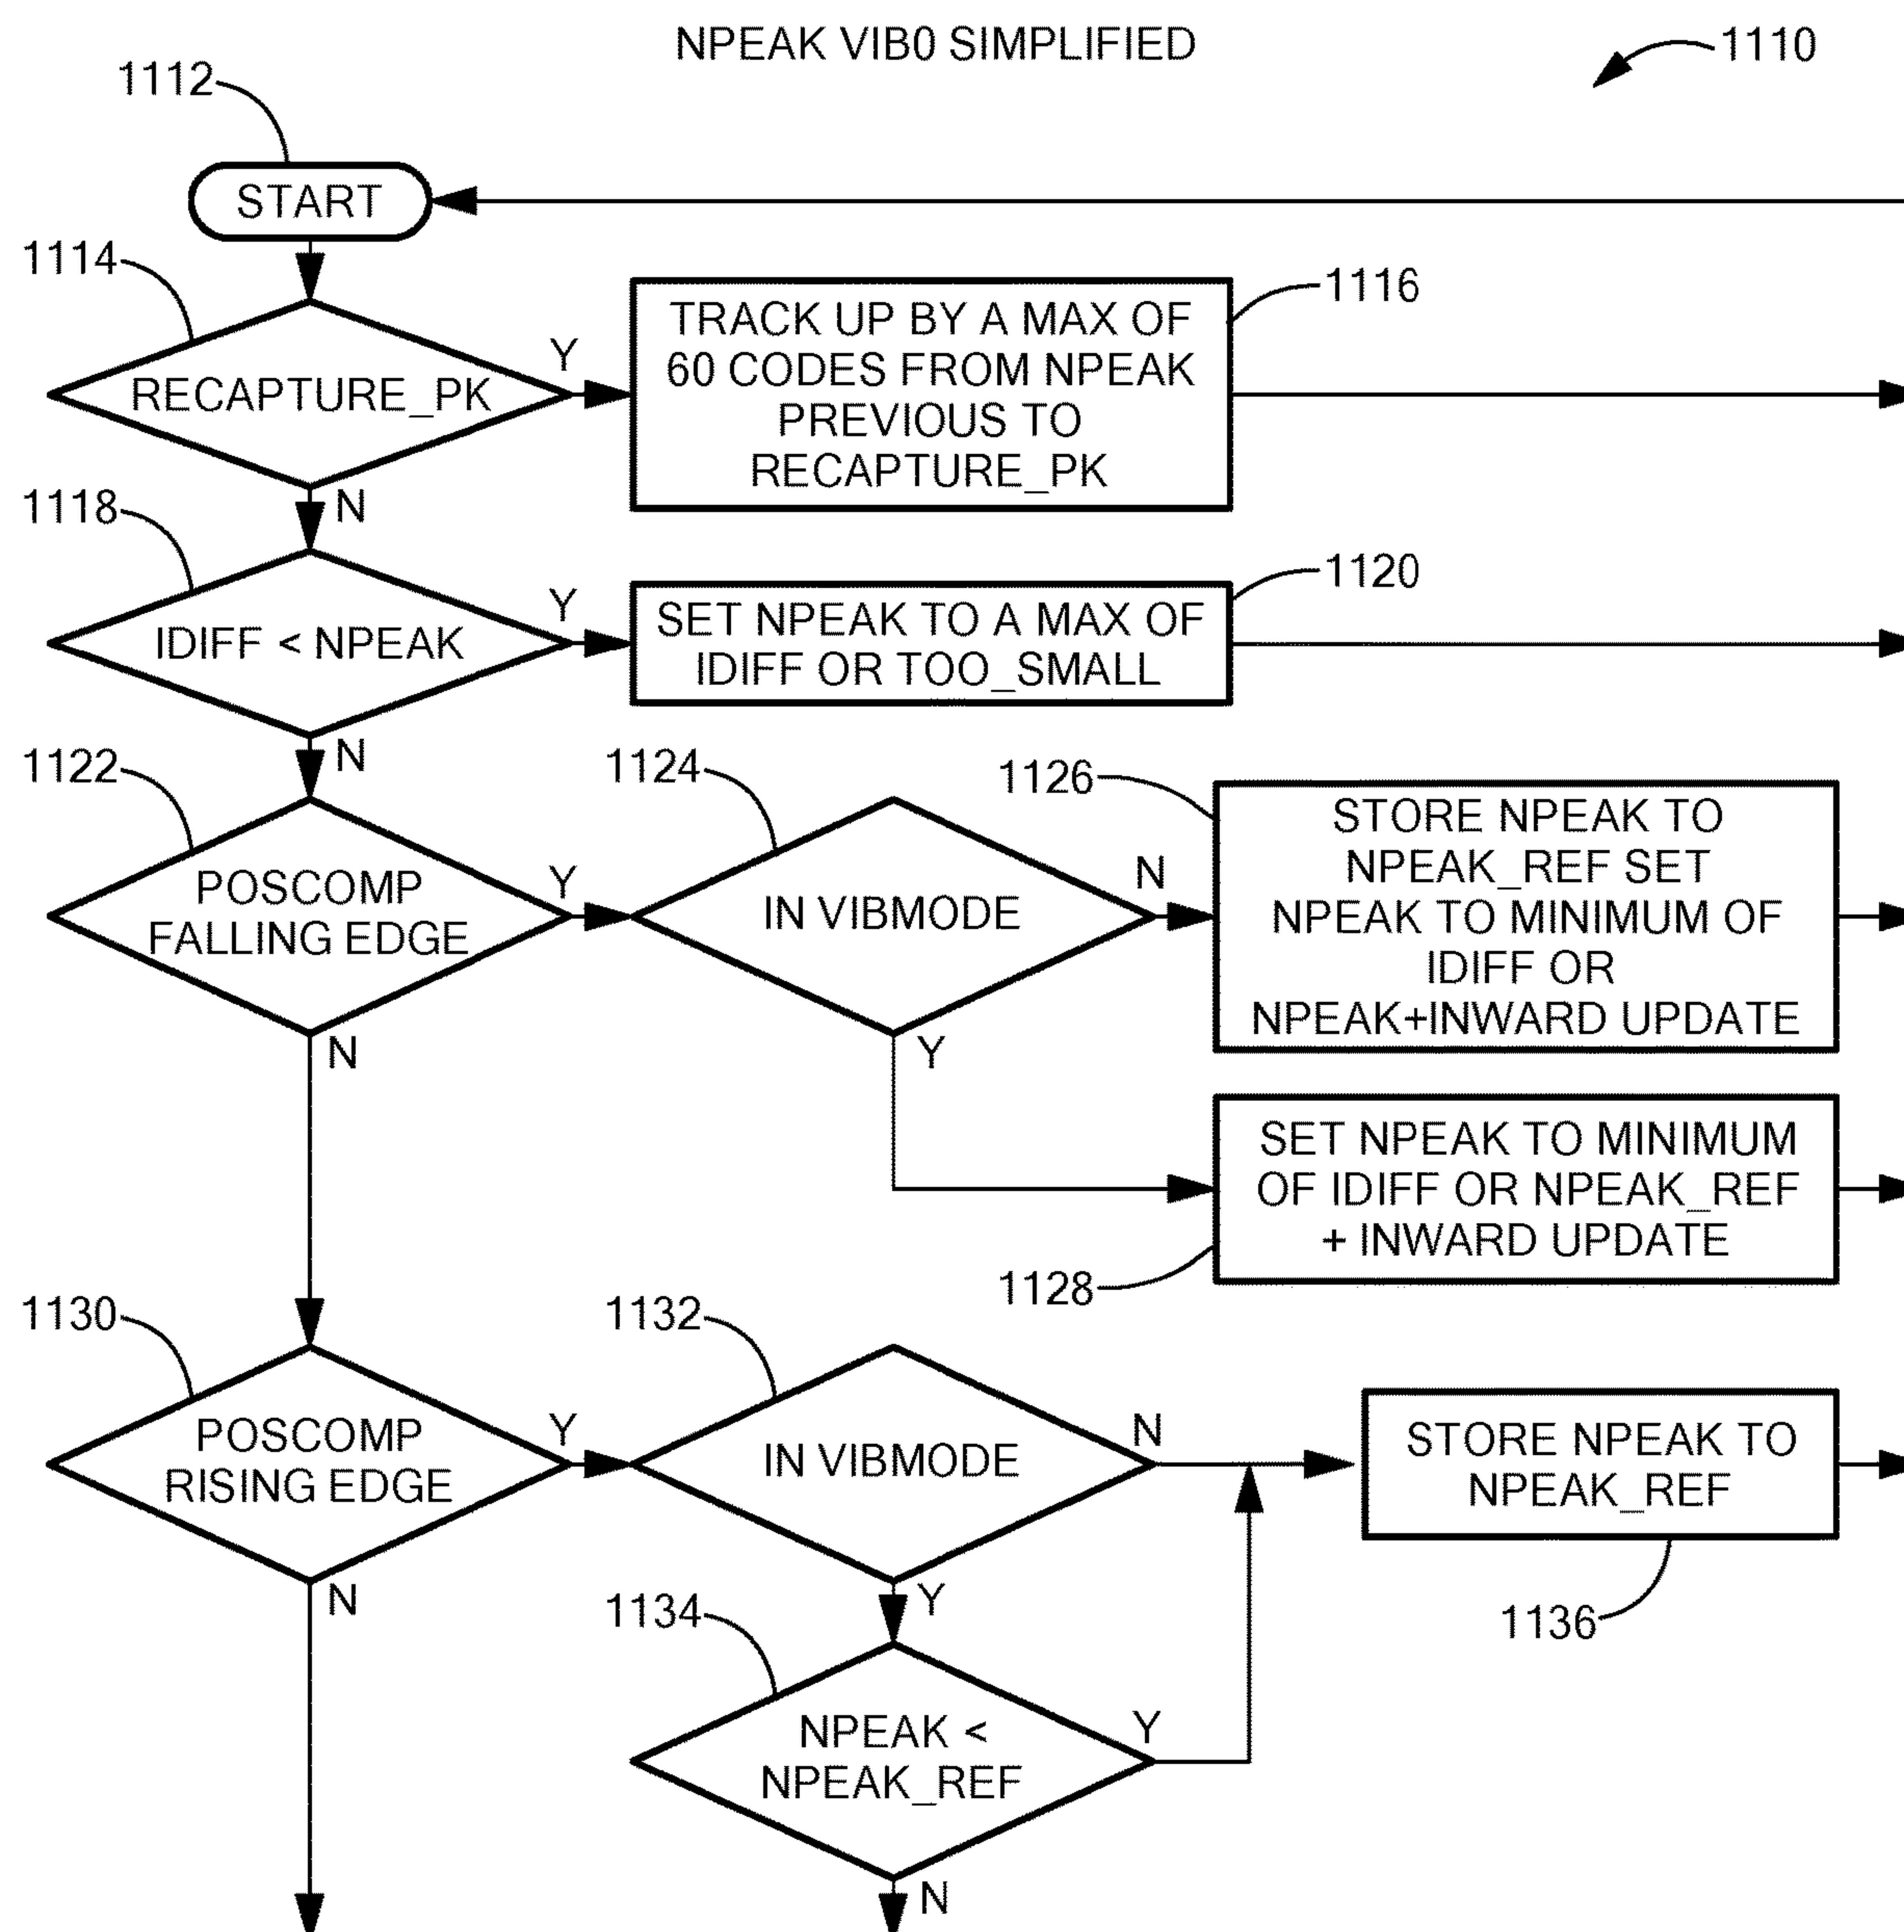 NPEAK VIB0 SIMPLIFIED
1110
1112
START
1114
RECAPTURE_PK
Y
N
TRACK UP BY A MAX OF
60 CODES FROM NPEAK
PREVIOUS TO
RECAPTURE_PK
1116
1118
IDIFF < NPEAK
Y
N
SET NPEAK TO A MAX OF
IDIFF OR TOO_SMALL
1120
1122
POSCOMP
FALLING EDGE
Y
N
1124
IN VIBMODE
N
Y
1126
STORE NPEAK TO
NPEAK_REF SET
NPEAK TO MINIMUM OF
IDIFF OR
NPEAK+INWARD UPDATE
SET NPEAK TO MINIMUM
OF IDIFF OR NPEAK_REF
+ INWARD UPDATE
1128
1130
POSCOMP
RISING EDGE
Y
N
1132
IN VIBMODE
N
Y
STORE NPEAK TO
NPEAK_REF
1136
1134
NPEAK <
NPEAK_REF
Y
N